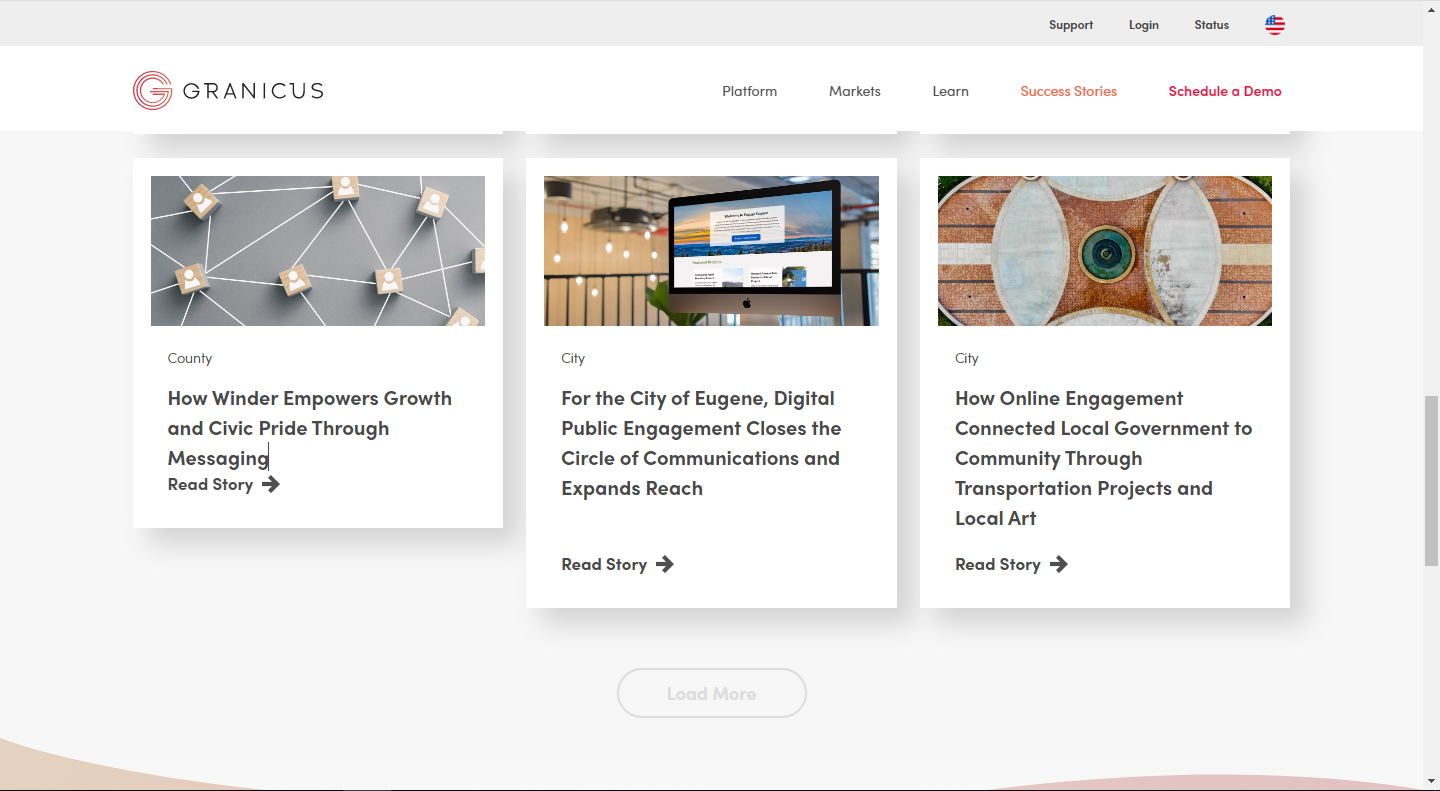 Support Login Status
GRANICUS
Platform Markets Learn Success Stories Schedule a Demo
County
How Winder Empowers Growth
and Civic Pride Through
Messaging
Read Story
City
For the City of Eugene, Digital
Public Engagement Closes the
Circle of Communications and
Expands Reach
Read Story
City
How Online Engagement
Connected Local Government to
Community Through
Transportation Projects and
Local Art
Read Story
Load More